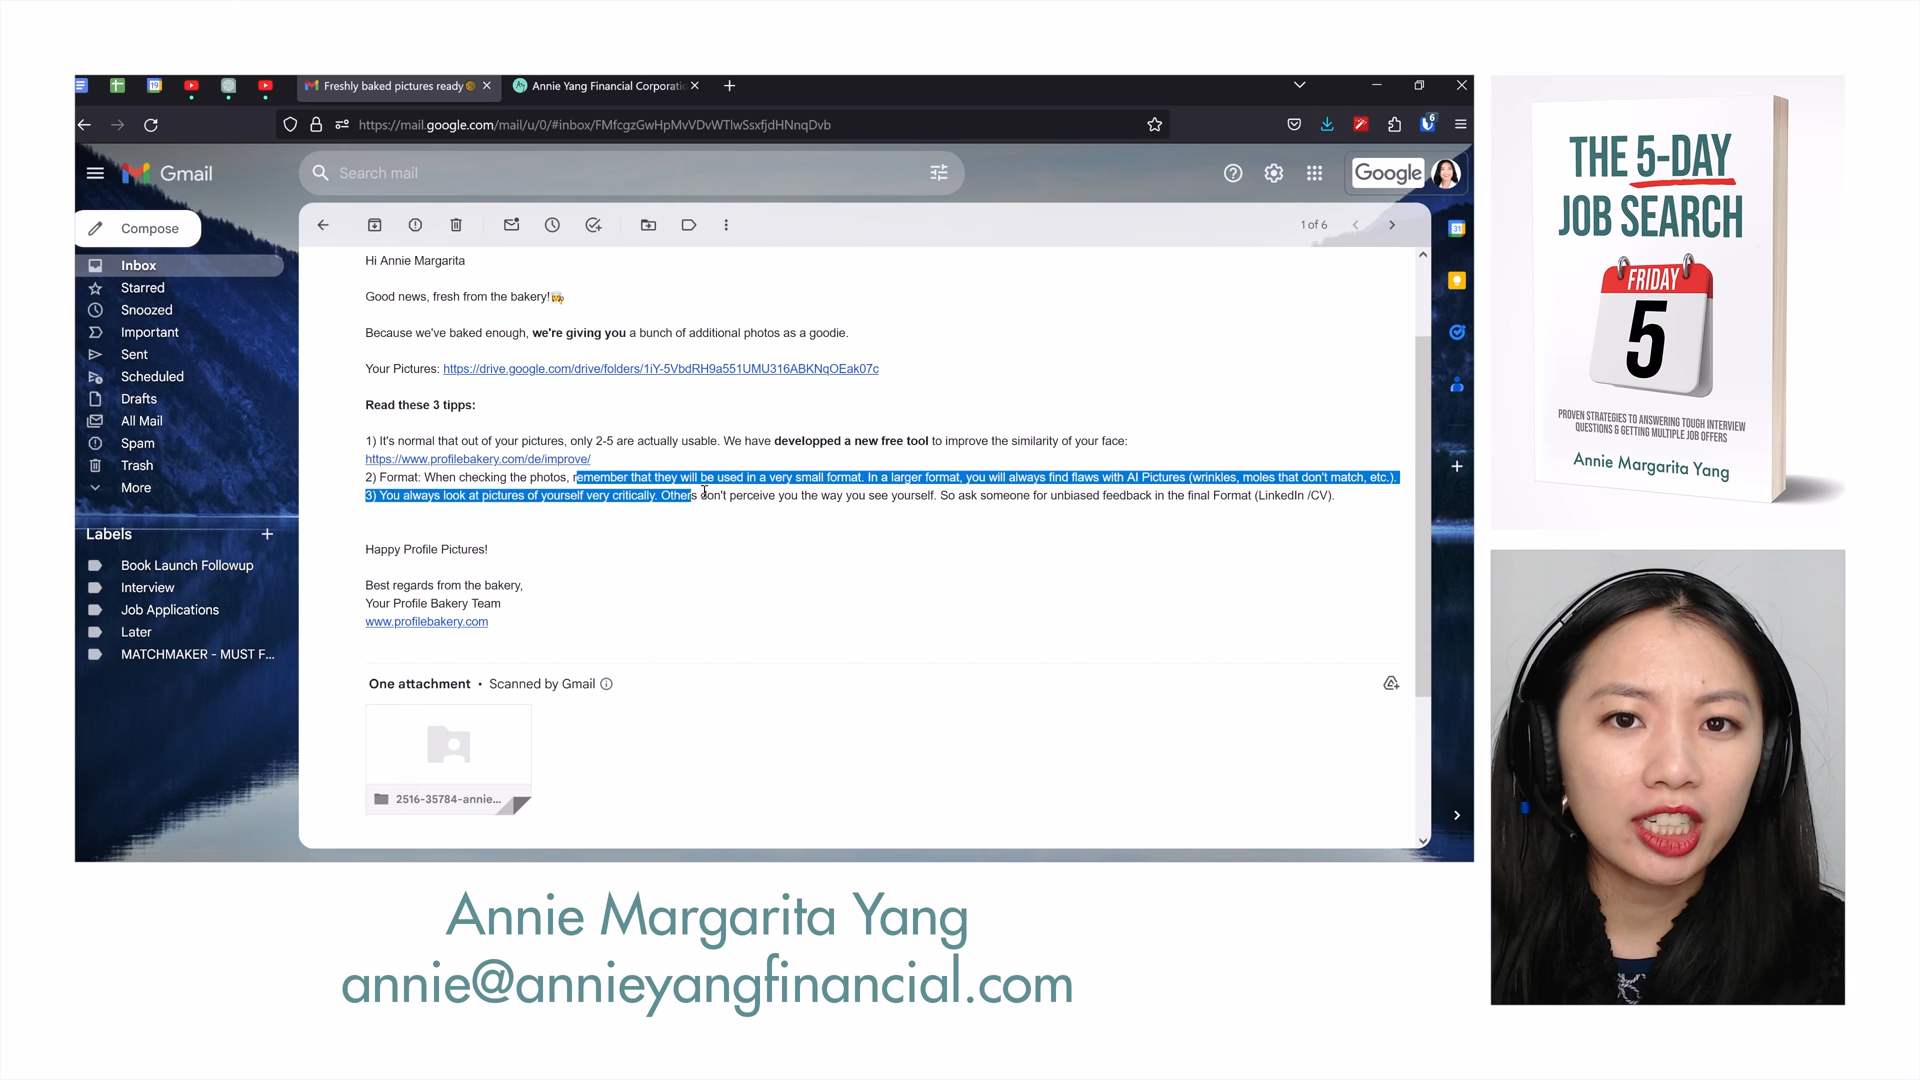 Freshly baked pictures ready
Annie Yang Financial Corporati
https://mail.google.com/mail/u/0/#inbox/FMfcgzGwHpMvVDvWTlwSsxfjdHNnqDvb
6
Gmail
Search mail
Google
Compose
1 of 6
Inbox
Starred
Snoozed
Important
Sent
Scheduled
Drafts
All Mail
Spam
Trash
More
Labels
Book Launch Followup
Interview
Job Applications
Later
MATCHMAKER - MUST F...
Hi Annie Margarita
Good news, fresh from the bakery!
Because we've baked enough, we're giving you a bunch of additional photos as a goodie.
Your Pictures: https://drive.google.com/drive/folders/1iY-5VbdRH9a551UMU316ABKNqOEak07c
Read these 3 tipps:
1) It's normal that out of your pictures, only 2-5 are actually usable. We have developped a new free tool to improve the similarity of your face:
https://www.profilebakery.com/de/improve/
2) Format: When checking the photos, remember that they will be used in a very small format. In a larger format, you will always find flaws with AI Pictures (wrinkles, moles that don't match, etc.).
3) You always look at pictures of yourself very critically. Others don't perceive you the way you see yourself. So ask someone for unbiased feedback in the final Format (LinkedIn /CV).
Happy Profile Pictures!
Best regards from the bakery,
Your Profile Bakery Team
www.profilebakery.com
One attachment • Scanned by Gmail
2516-35784-annie...
31
THE 5-DAY
JOB SEARCH
FRIDAY
5
PROVEN STRATEGIES TO ANSWERING TOUGH INTERVIEW
QUESTIONS & GETTING MULTIPLE JOB OFFERS
Annie Margarita Yang
Annie Margarita Yang
annie@annieyangfinancial.com